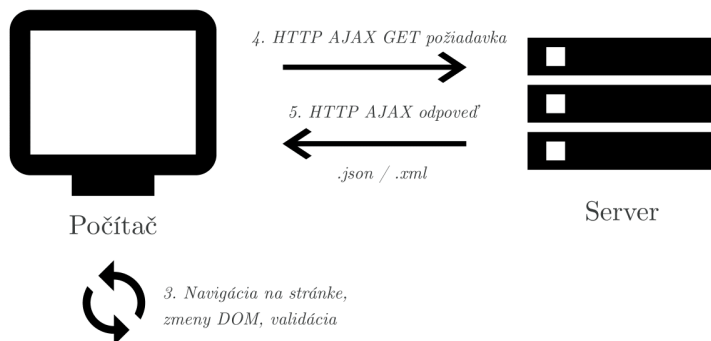 4. HTTP AJAX GET požiadavka
5. HTTP AJAX odpoveď
.json / .xml
Počítač
Server
3. Navigácia na stránke,
zmeny DOM, validácia